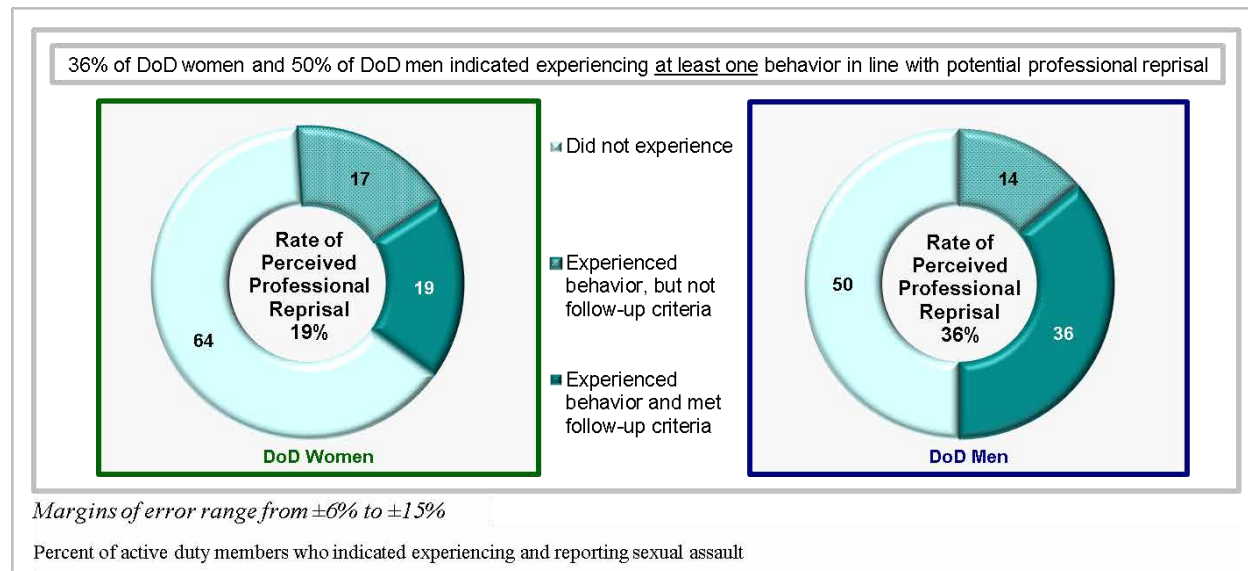 36% of DoD women and 50% of DoD men indicated experiencing at least one behavior in line with potential professional reprisal
17
19
64
Rate of
Perceived
Professional
Reprisal
19%
DoD Women
Did not experience
Experienced
behavior, but not
follow-up criteria
Experienced
behavior and met
follow-up criteria
14
50
36
Rate of
Perceived
Professional
Reprisal
36%
DoD Men
Margins of error range from ±6% to ±15%
Percent of active duty members who indicated experiencing and reporting sexual assault